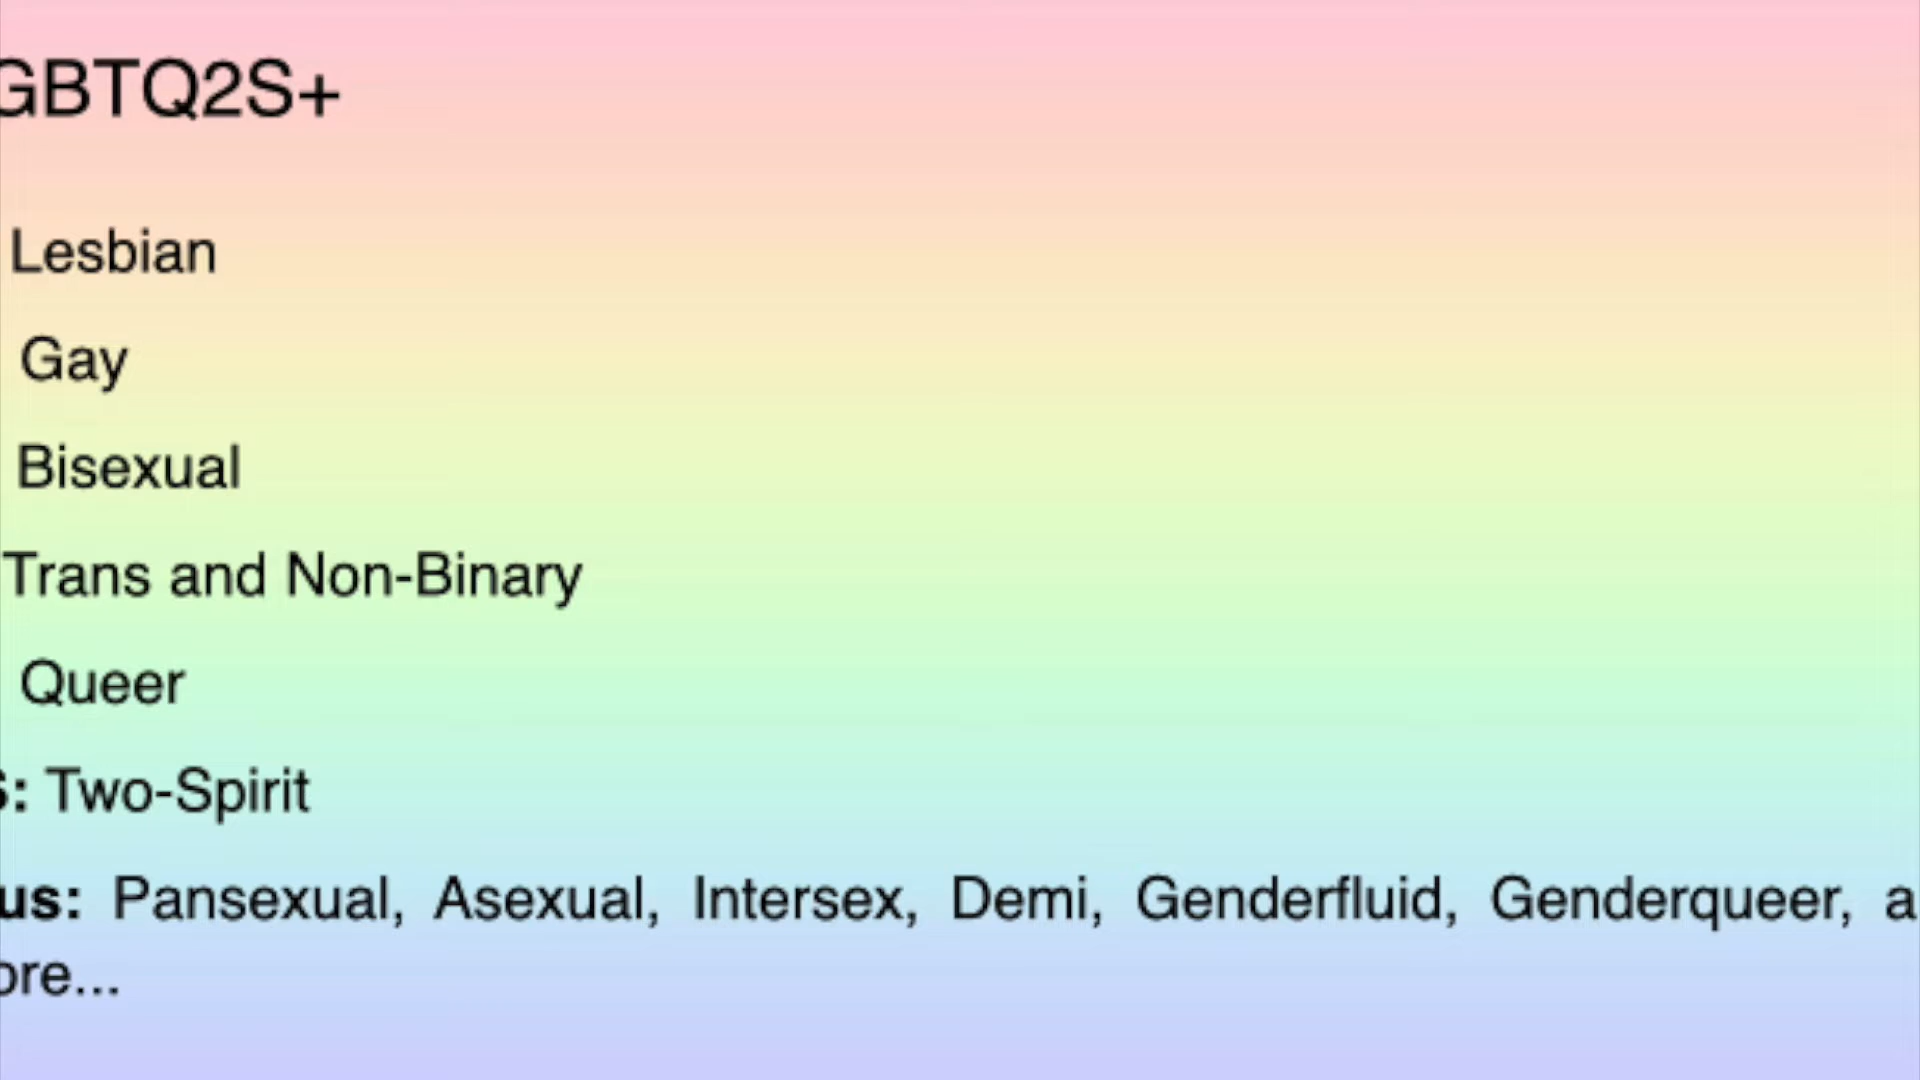 GBTQ2S+
Lesbian
Gay
Bisexual
Trans and Non-Binary
Queer
S: Two-Spirit
us: Pansexual, Asexual, Intersex, Demi, Genderfluid, Genderqueer, a
ore...